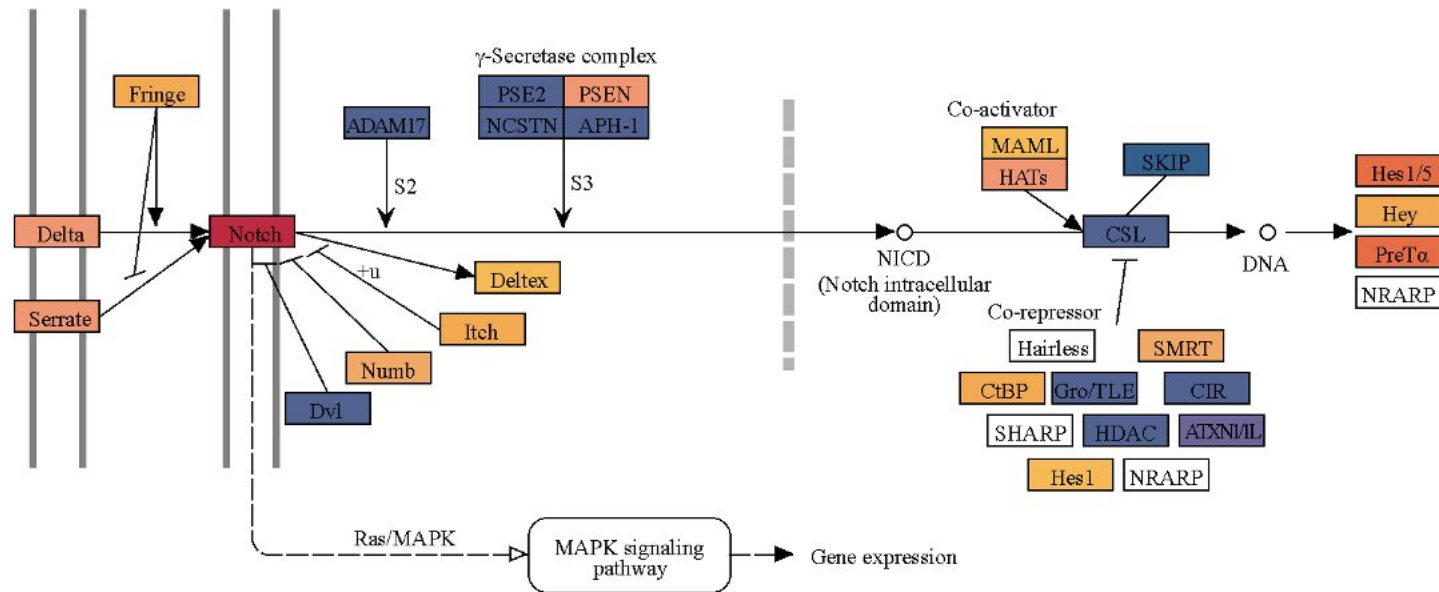 γ-Secretase complex
Fringe
PSE2
PSEN
ADAM17
NCSTN
APH-1
Co-activator
MAML
SKIP
HATs
Hes1/5
S2
S3
Hey
Delta
Notch
CSL
PreTα
NICD
DNA
(Notch intracellular
domain)
+u
Deltex
NRARP
Serrate
Itch
Co-repressor
Hairless
SMRT
Numb
CtBP
Gro/TLE
CIR
Dvl
SHARP
HDAC
ATXN1/IL
Hes1
NRARP
Ras/MAPK
MAPK signaling
pathway
Gene expression